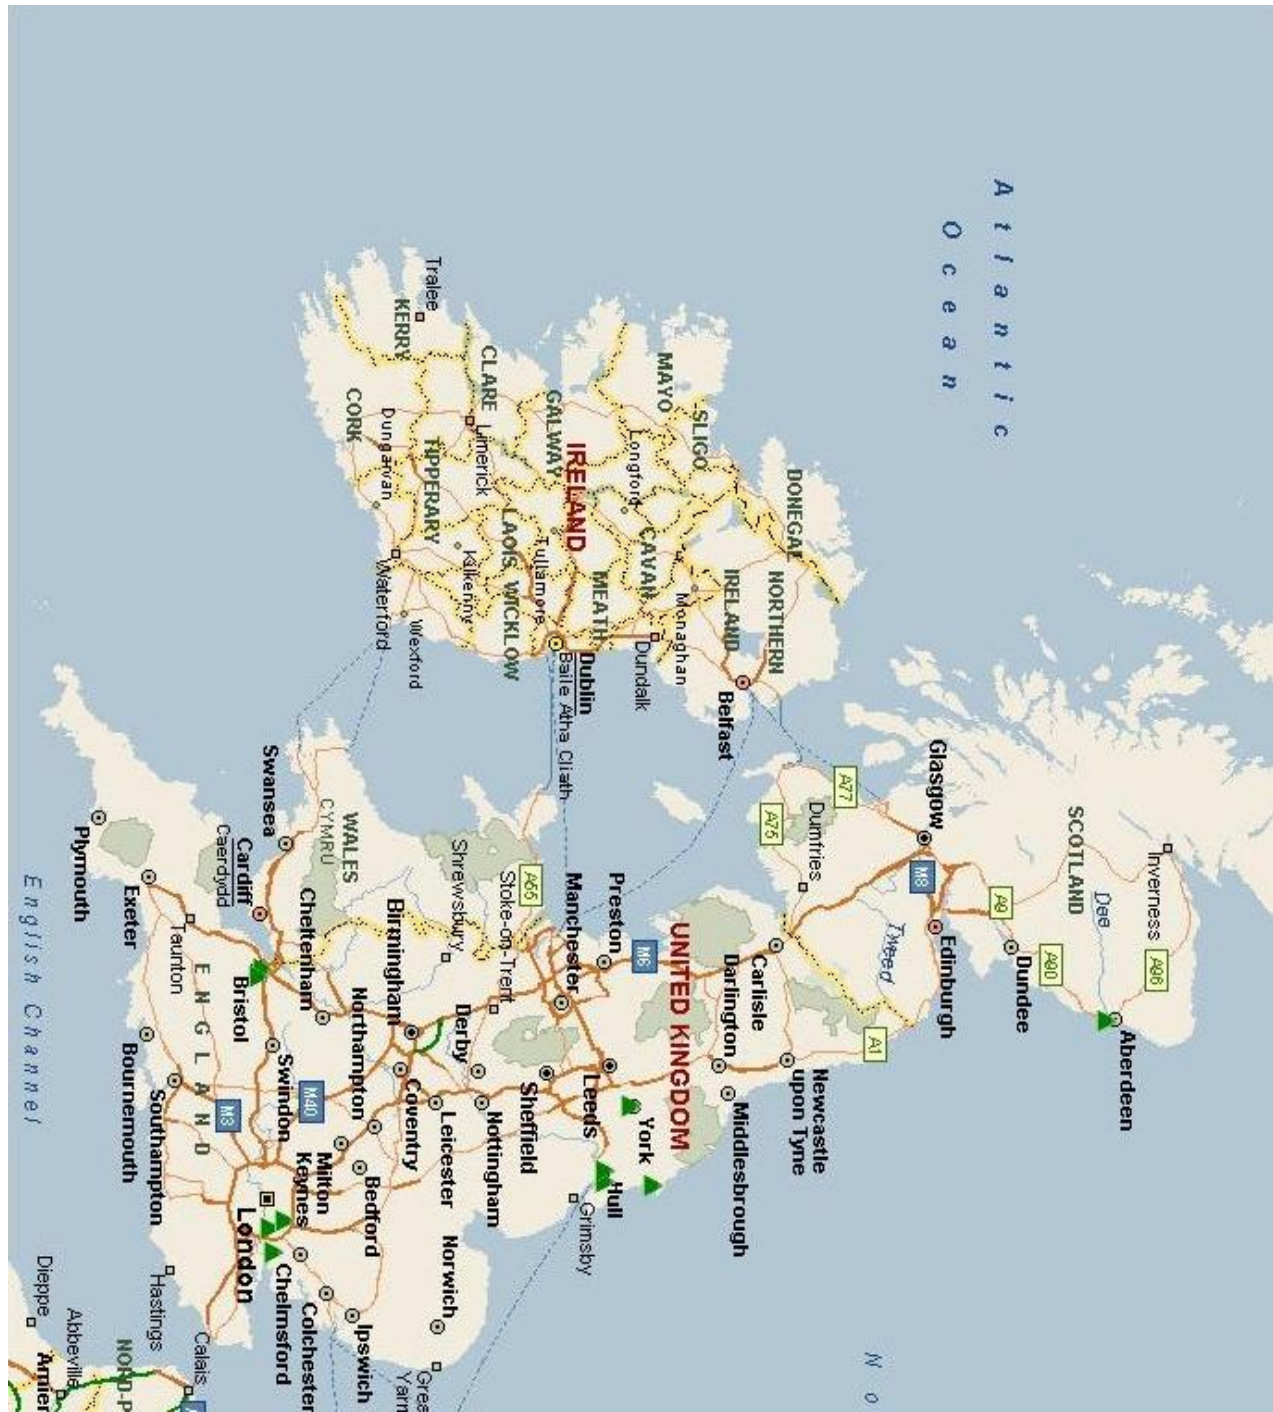 Inverness
A96
Aberdeen
Dee
SCOTLAND
A90
Dundee
Atlantic
Ocean
A9
Edinburgh
Glasgow
M8
Tweed
A1
A77
N o
Dumfries
A75
Newcastle
upon Tyne
DONEGAL
NORTHERN
IRELAND
Belfast
Carlisle
Darlington
Middlesbrough
SLIGO
MAYO
Monaghan
UNITED KINGDOM
CAVAN
Dundalk
Longford
M6
York
Preston
Hull
MEATH
Leeds
IRELAND
Dublin
Baile Atha Cliath
Manchester
Grimsby
GALWAY
Tullamore
A55
Sheffield
LAOIS
WICKLOW
Stoke-on-Trent
CLARE
Limerick
Kilkenny
Shrewsbury
Derby
Nottingham
Norwich
Leicester
TIPPERARY
Tralee
Wexford
KERRY
Birmingham
Coventry
Dungarvan
Waterford
Bedford
Grea
Yarn
CORK
WALES
CYMRU
Northampton
Milton
Keynes
Ipswich
Cheltenham
M40
Colchester
Swindon
Chelmsford
Swansea
Cardiff
Caerdydd
Bristol
London
M3
ENGLAND
Calais
Taunton
Southampton
Hastings
Exeter
Bournemouth
NORD-P
Plymouth
Abbeville
English Channel
Dieppe
Amien